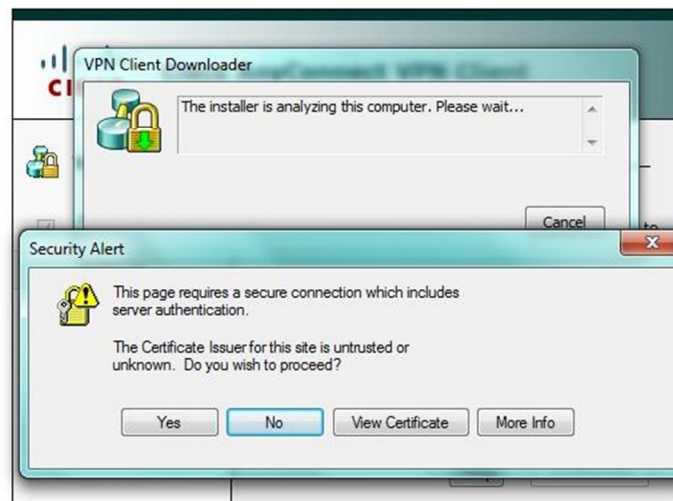 VPN Client Downloader
The installer is analyzing this computer. Please wait...
Cancel
to
Security Alert
This page requires a secure connection which includes
server authentication.
The Certificate Issuer for this site is untrusted or
unknown. Do you wish to proceed?
Yes
No
View Certificate
More Info